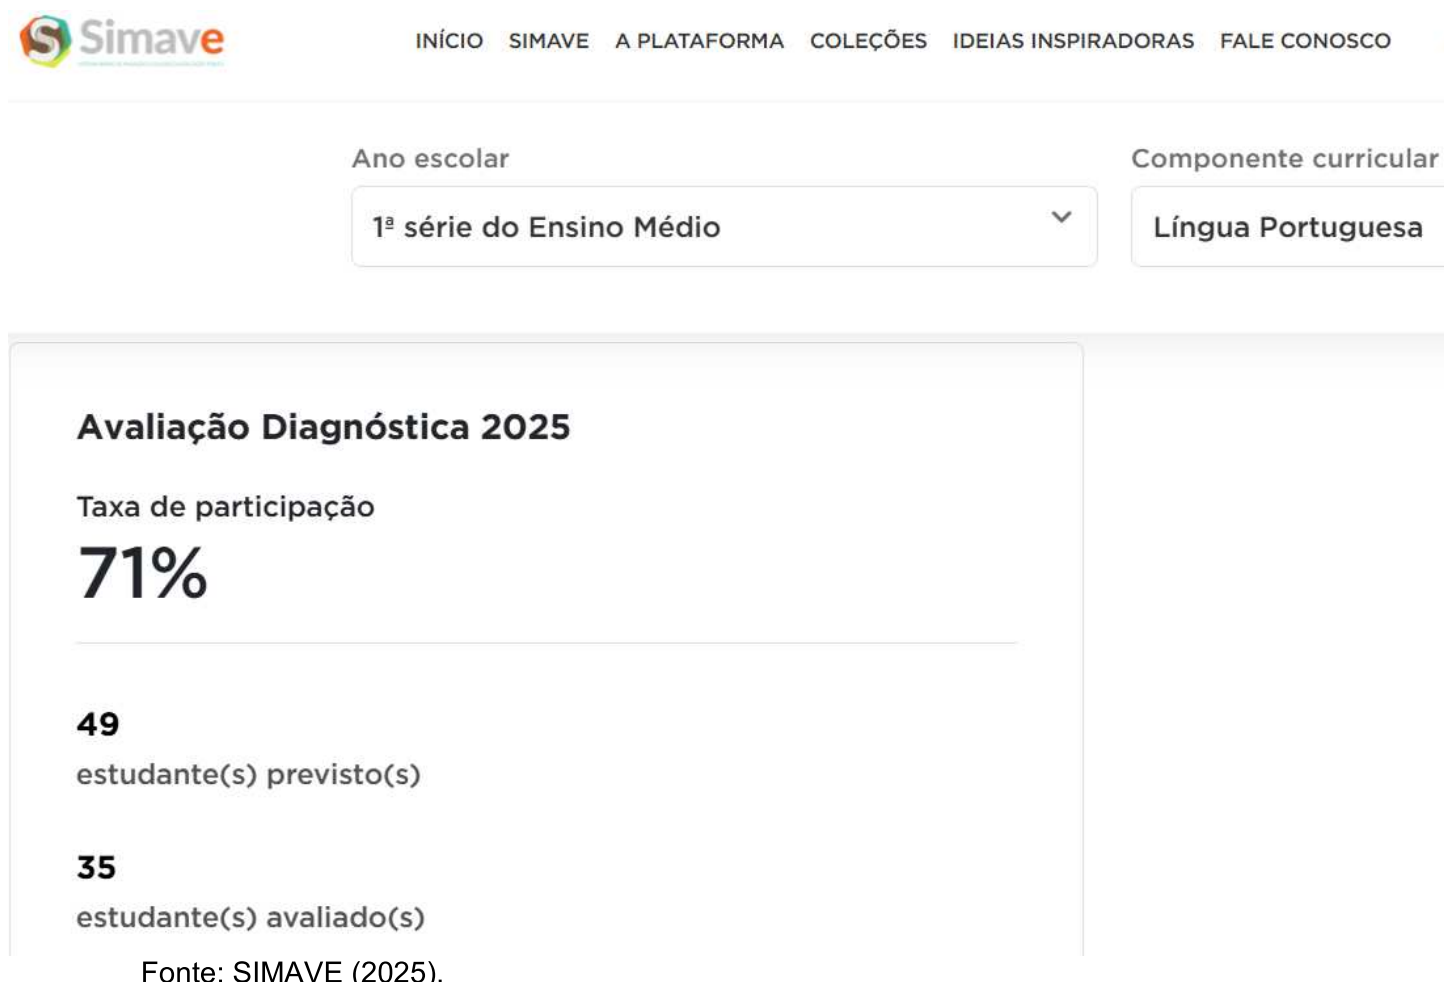 Simave
INÍCIO SIMAVE A PLATAFORMA COLEÇÕES IDEIAS INSPIRADORAS FALE CONOSCO
Ano escolar Componente curricular
1ª série do Ensino Médio Língua Portuguesa
Avaliação Diagnóstica 2025
Taxa de participação
71%
49
estudante(s) previsto(s)
35
estudante(s) avaliado(s)
Fonte: SIMAVE (2025).